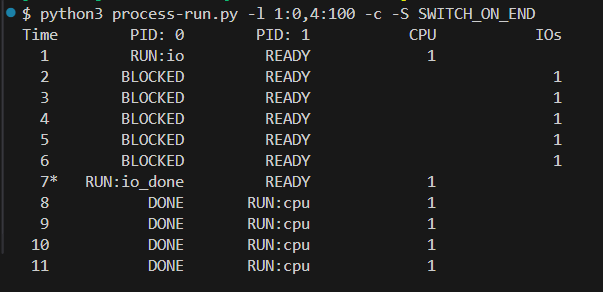 $ python3 process-run.py -l 1:0,4:100 -c -S SWITCH_ON_END
Time        PID: 0        PID: 1           CPU           IOs
  1         RUN:io         READY             1
  2        BLOCKED         READY                           1
  3        BLOCKED         READY                           1
  4        BLOCKED         READY                           1
  5        BLOCKED         READY                           1
  6        BLOCKED         READY                           1
  7*   RUN:io_done         READY             1
  8           DONE       RUN:cpu             1
  9           DONE       RUN:cpu             1
 10           DONE       RUN:cpu             1
 11           DONE       RUN:cpu             1